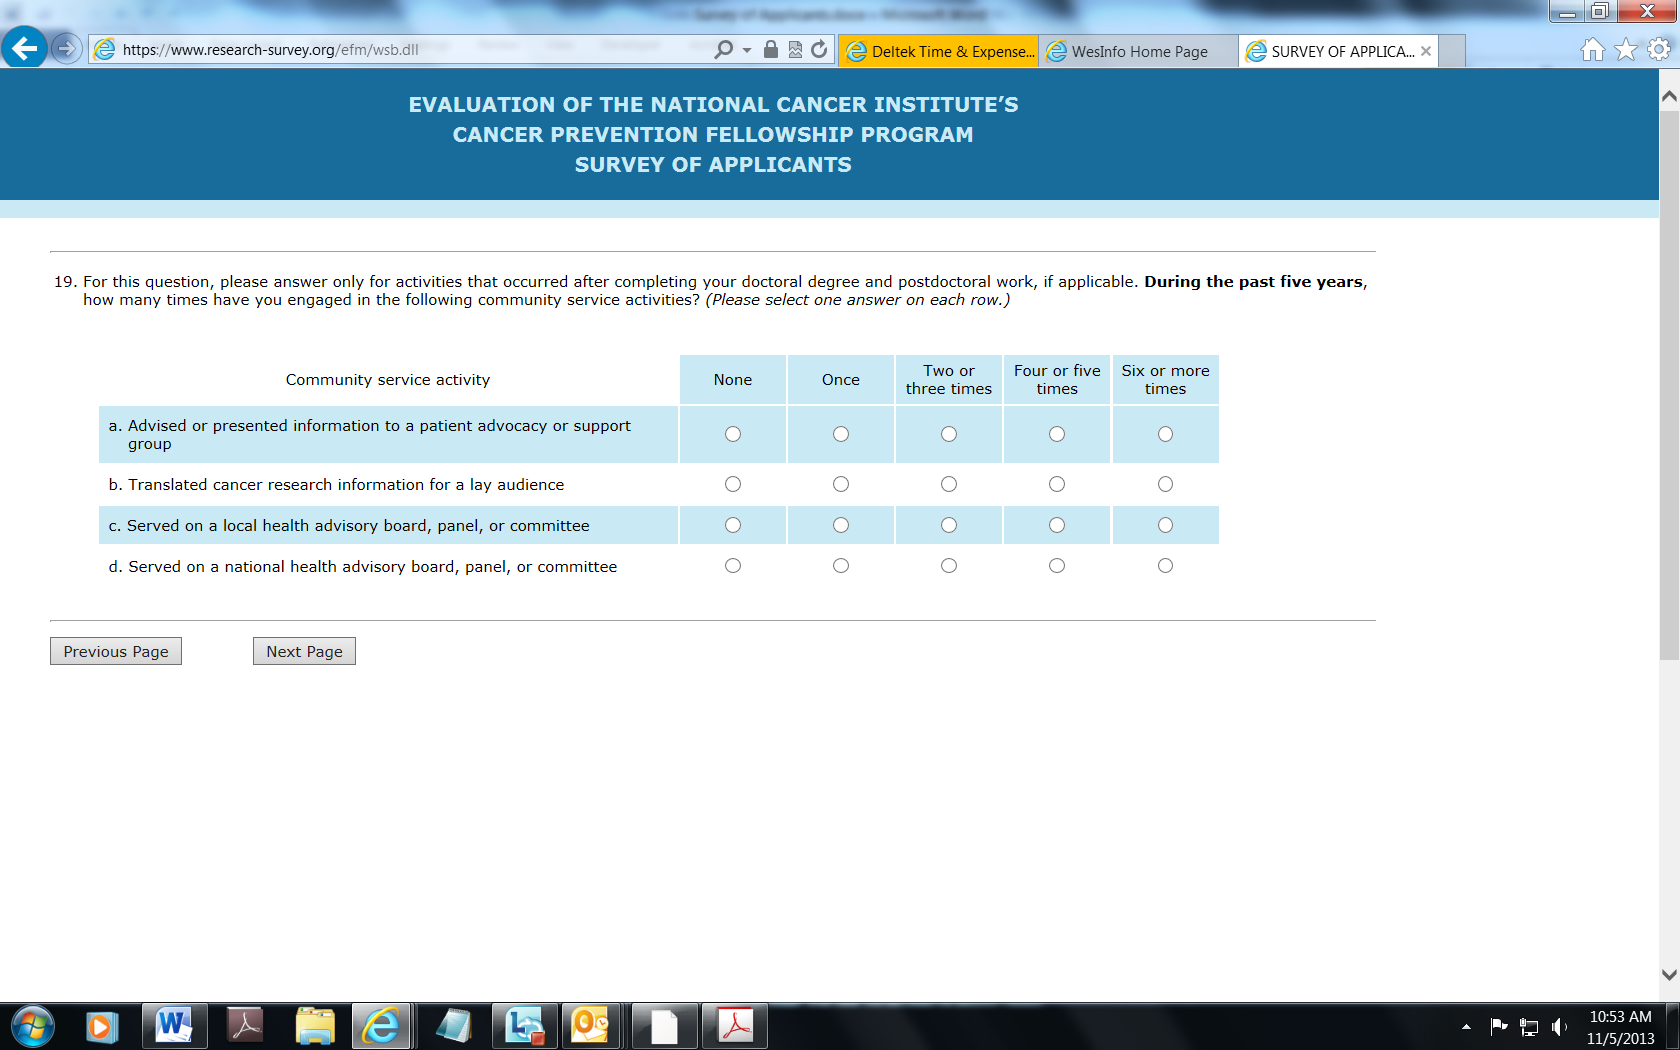 Survey of Applicants.docx - Microsoft Word
https://www.research-survey.org/efm/wsb.dll
Deltek Time & Expense...
WesInfo Home Page
SURVEY OF APPLICA...
EVALUATION OF THE NATIONAL CANCER INSTITUTE’S
CANCER PREVENTION FELLOWSHIP PROGRAM
SURVEY OF APPLICANTS
19. For this question, please answer only for activities that occurred after completing your doctoral degree and postdoctoral work, if applicable. During the past five years,
how many times have you engaged in the following community service activities? (Please select one answer on each row.)
Community service activity
None
Once
Two or
three times
Four or five
times
Six or more
times
a. Advised or presented information to a patient advocacy or support
group
b. Translated cancer research information for a lay audience
c. Served on a local health advisory board, panel, or committee
d. Served on a national health advisory board, panel, or committee
Previous Page
Next Page
10:53 AM
11/5/2013